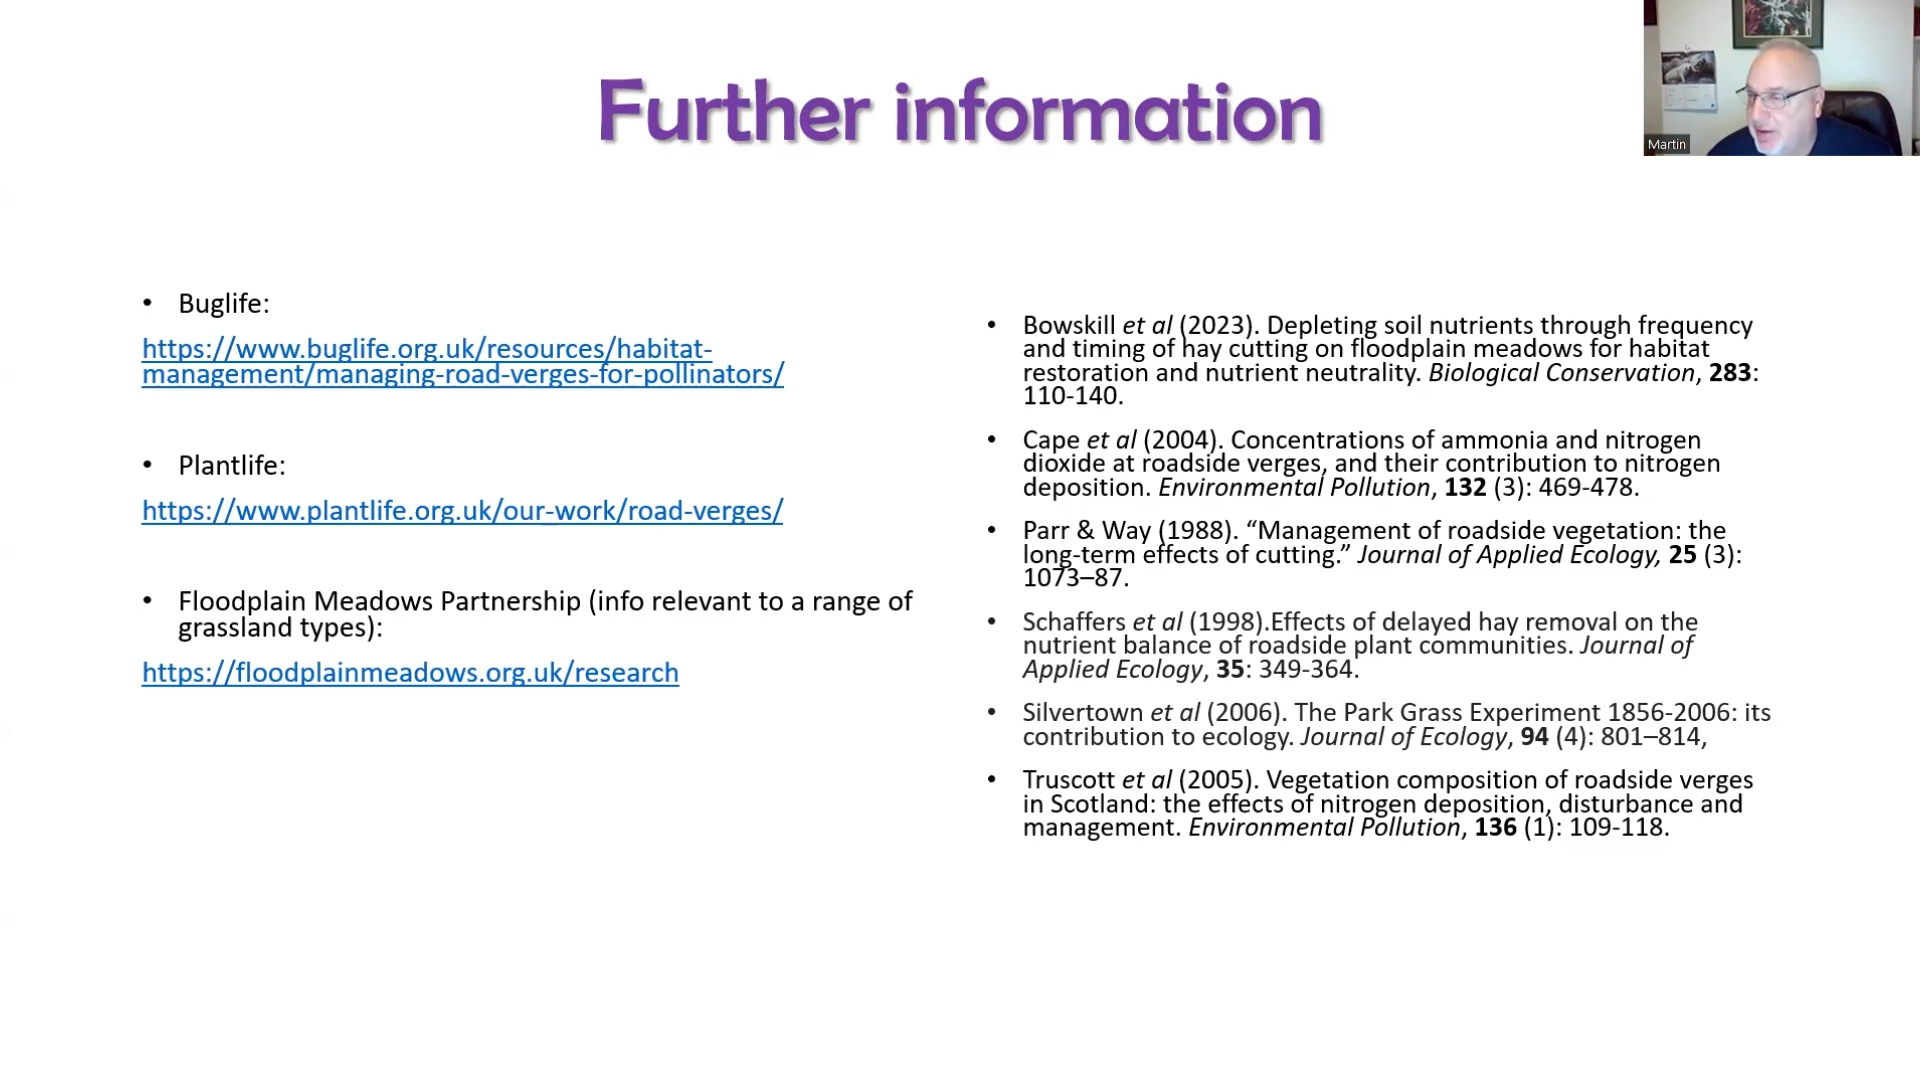 Further information
Martin
• Buglife:
https://www.buglife.org.uk/resources/habitat-
management/managing-road-verges-for-pollinators/
• Plantlife:
https://www.plantlife.org.uk/our-work/road-verges/
• Floodplain Meadows Partnership (info relevant to a range of
grassland types):
https://floodplainmeadows.org.uk/research
• Bowskill et al (2023). Depleting soil nutrients through frequency
and timing of hay cutting on floodplain meadows for habitat
restoration and nutrient neutrality. Biological Conservation, 283:
110-140.
• Cape et al (2004). Concentrations of ammonia and nitrogen
dioxide at roadside verges, and their contribution to nitrogen
deposition. Environmental Pollution, 132 (3): 469-478.
• Parr & Way (1988). “Management of roadside vegetation: the
long-term effects of cutting.” Journal of Applied Ecology, 25 (3):
1073–87.
• Schaffers et al (1998).Effects of delayed hay removal on the
nutrient balance of roadside plant communities. Journal of
Applied Ecology, 35: 349-364.
• Silvertown et al (2006). The Park Grass Experiment 1856-2006: its
contribution to ecology. Journal of Ecology, 94 (4): 801–814,
• Truscott et al (2005). Vegetation composition of roadside verges
in Scotland: the effects of nitrogen deposition, disturbance and
management. Environmental Pollution, 136 (1): 109-118.